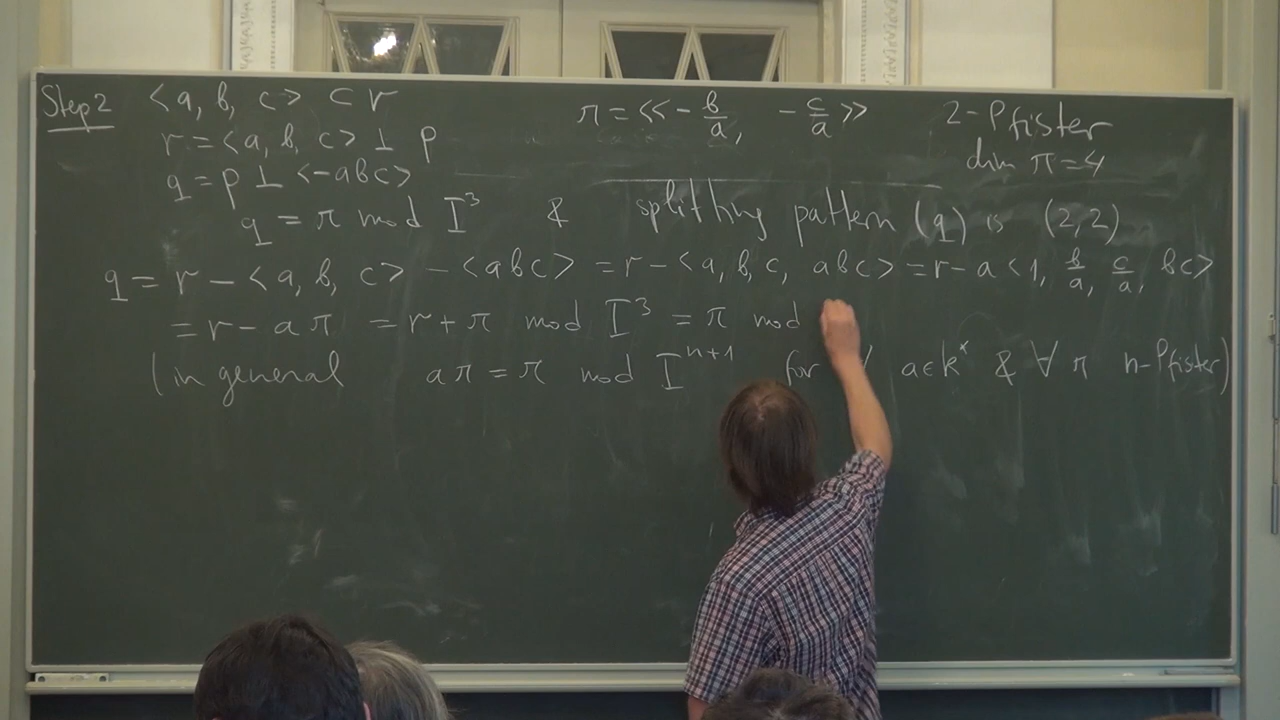 Step 2 <a, b, c> ⊂ r π = <<-b/a, -c/a>> 2-Pfister
r = <a, b, c> ⊥ p dim π = 4
q = p ⊥ <-abc>
q = π mod I³ & splitting pattern (q) is (2,2)
q = r - <a, b, c> - <abc> = r - <a, b, c, abc> = r - a <1, b/a, c/a, bc>
= r - aπ = r + π mod I³ = π mod
(in general aπ = π mod I^{n+1} for a∈k* & ∀ π n-Pfister)